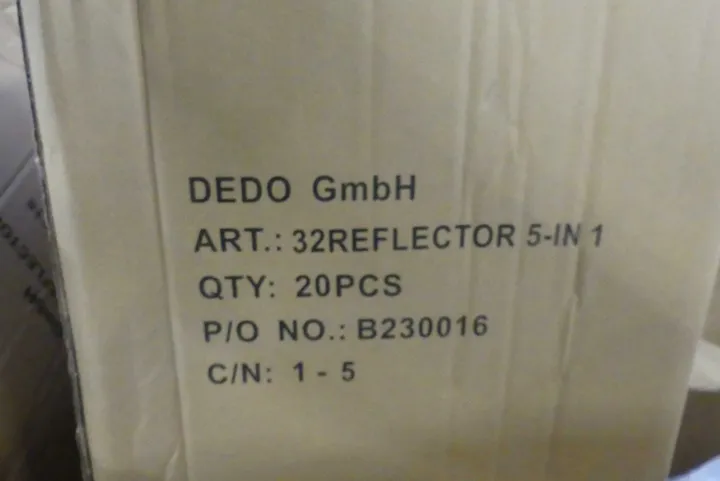 DEDO GmbH
ART.: 32REFLECTOR 5-IN 1
QTY: 20PCS
P/O NO.: B230016
C/N: 1 - 5